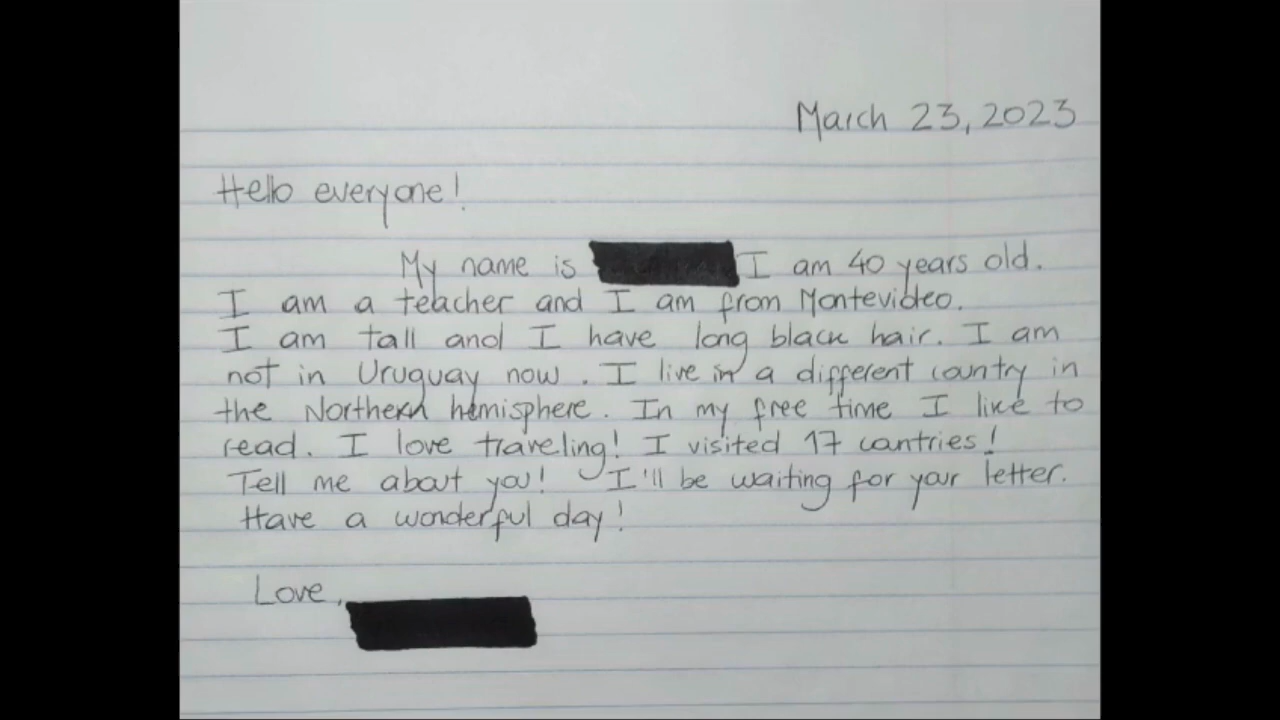 March 23, 2023
Hello everyone!
My name is I am 40 years old.
I am a teacher and I am from Montevideo.
I am tall and I have long black hair. I am
not in Uruguay now. I live in a different country in
the Northern hemisphere. In my free time I like to
read. I love traveling! I visited 17 countries!
Tell me about you! I'll be waiting for your letter.
Have a wonderful day!
Love,